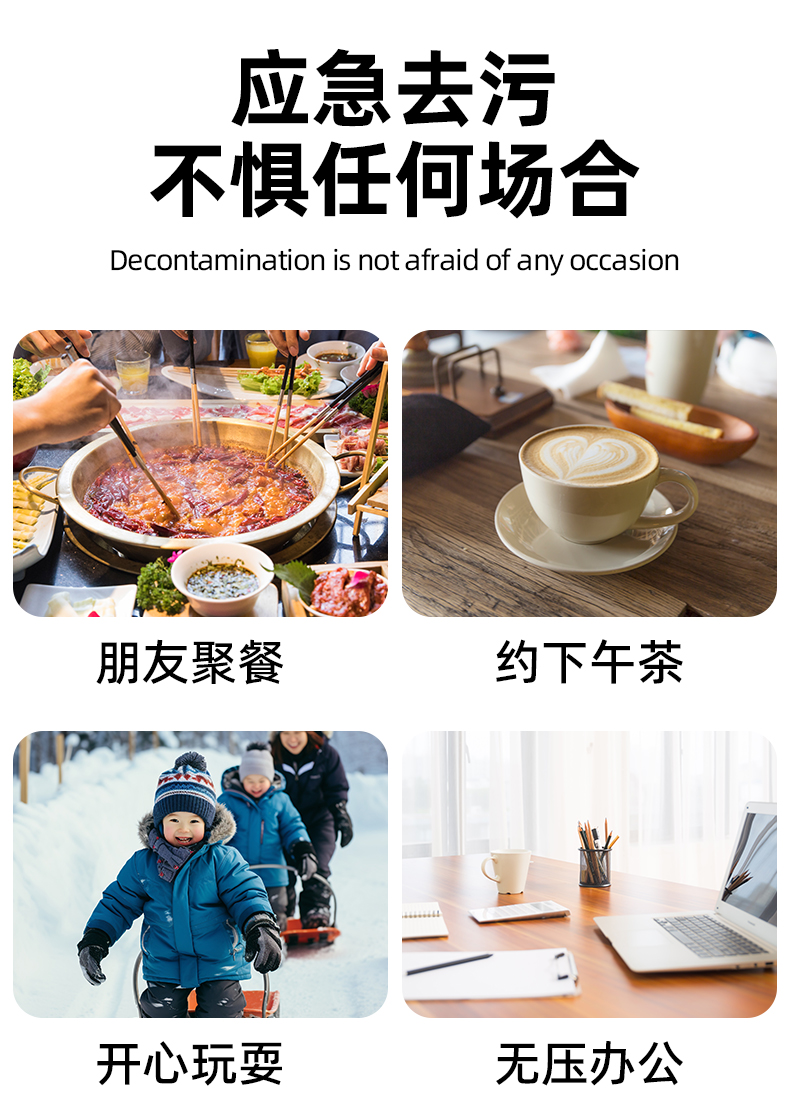 应急去污
不惧任何场合
Decontamination is not afraid of any occasion
朋友聚餐
约下午茶
开心玩耍
无压办公